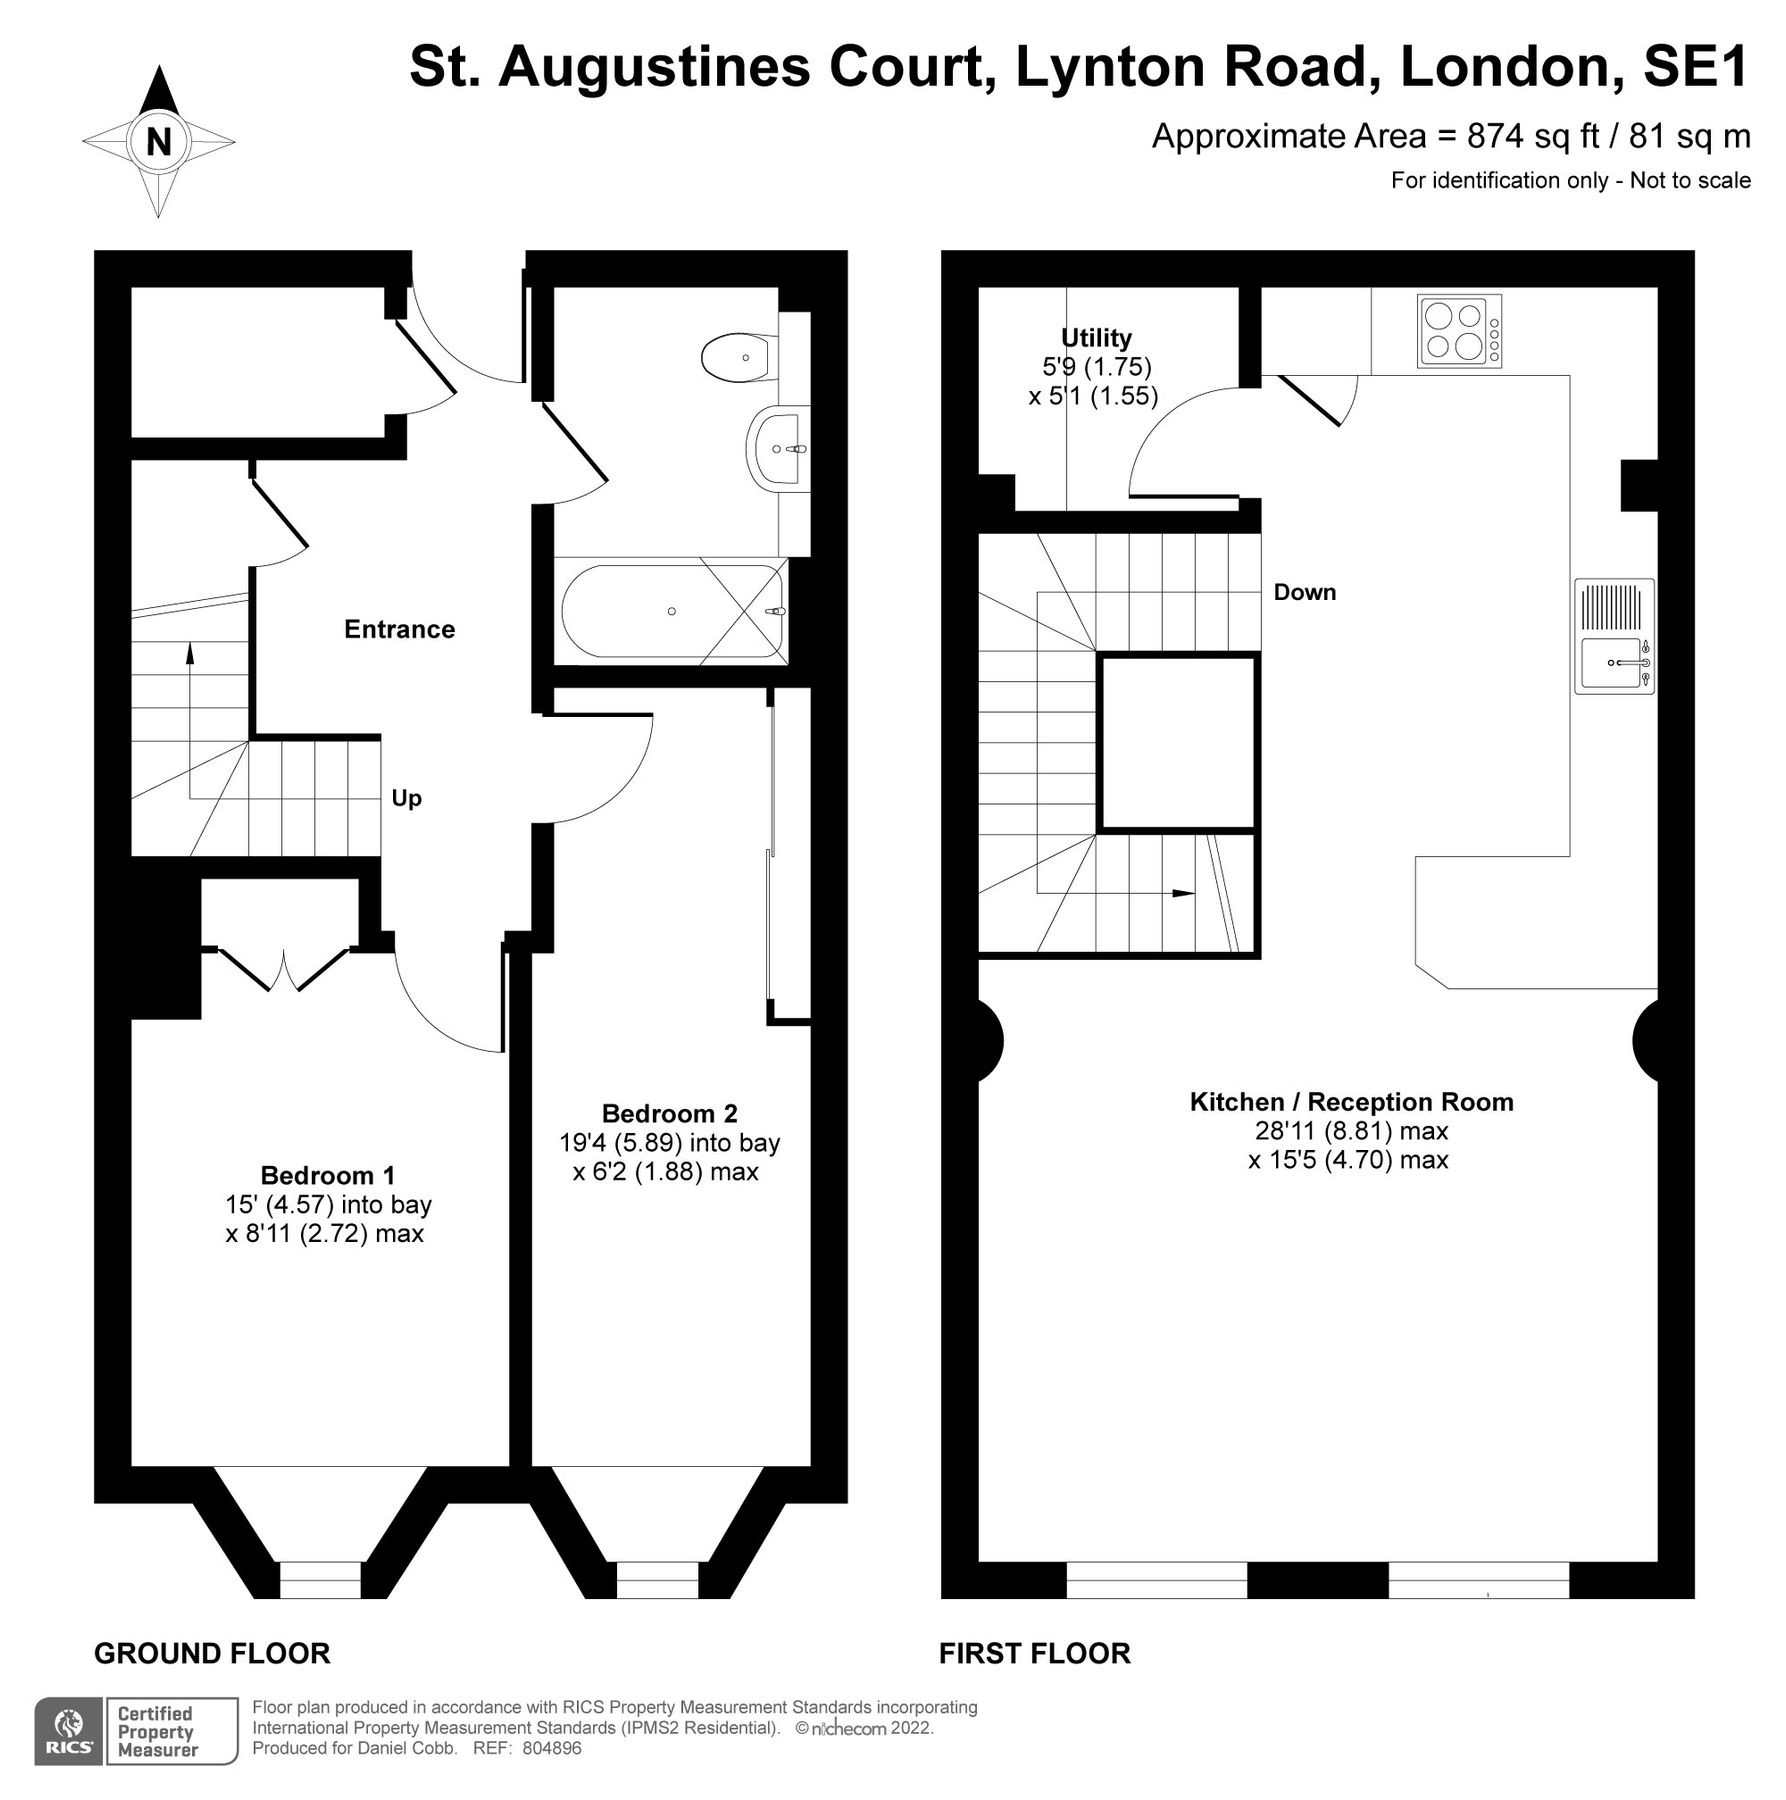 St. Augustines Court, Lynton Road, London, SE1
Approximate Area = 874 sq ft / 81 sq m
For identification only - Not to scale
N
Utility
5'9 (1.75)
x 5'1 (1.55)
Down
Entrance
Up
Bedroom 2
19'4 (5.89) into bay
x 6'2 (1.88) max
Bedroom 1
15' (4.57) into bay
x 8'11 (2.72) max
Kitchen / Reception Room
28'11 (8.81) max
x 15'5 (4.70) max
GROUND FLOOR
FIRST FLOOR
RICS
Certified
Property
Measurer
Floor plan produced in accordance with RICS Property Measurement Standards incorporating
International Property Measurement Standards (IPMS2 Residential). © nichecom 2022.
Produced for Daniel Cobb. REF: 804896